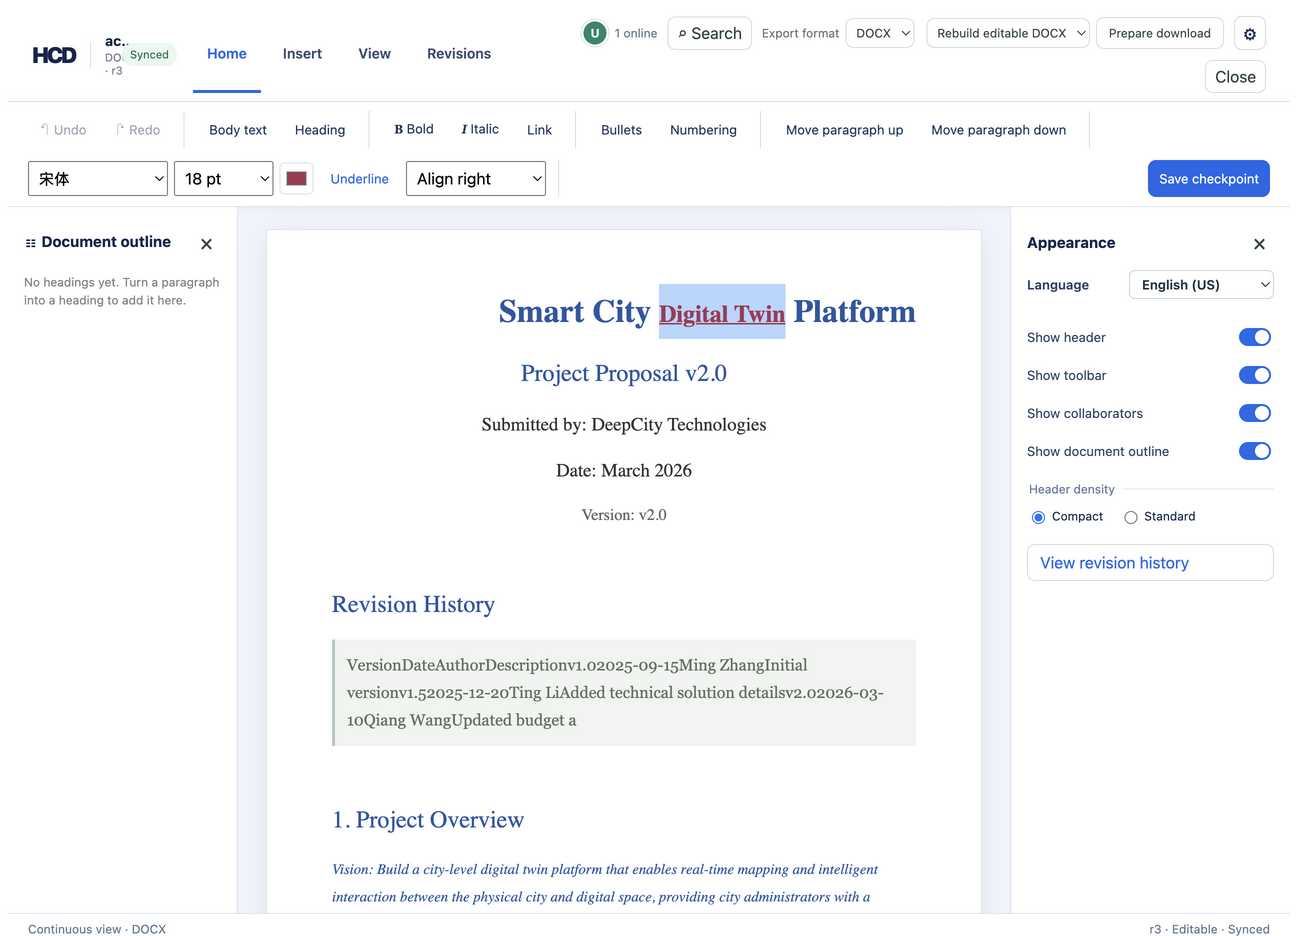 HCD
ac...
DOC
· r3
Synced
Home
Insert
View
Revisions
U
1 online
Search
Export format
DOCX
Rebuild editable DOCX
Prepare download
Close
Undo
Redo
Body text
Heading
B Bold
I Italic
Link
Bullets
Numbering
Move paragraph up
Move paragraph down
宋体
18 pt
Underline
Align right
Save checkpoint
Document outline
No headings yet. Turn a paragraph
into a heading to add it here.
Smart City Digital Twin Platform
Project Proposal v2.0
Submitted by: DeepCity Technologies
Date: March 2026
Version: v2.0
Revision History
VersionDateAuthorDescriptionv1.02025-09-15Ming ZhangInitial
versionv1.52025-12-20Ting LiAdded technical solution detailsv2.02026-03-
10Qiang WangUpdated budget a
1. Project Overview
Vision: Build a city-level digital twin platform that enables real-time mapping and intelligent
interaction between the physical city and digital space, providing city administrators with a
Appearance
Language
English (US)
Show header
Show toolbar
Show collaborators
Show document outline
Header density
Compact
Standard
View revision history
Continuous view · DOCX
r3 · Editable · Synced